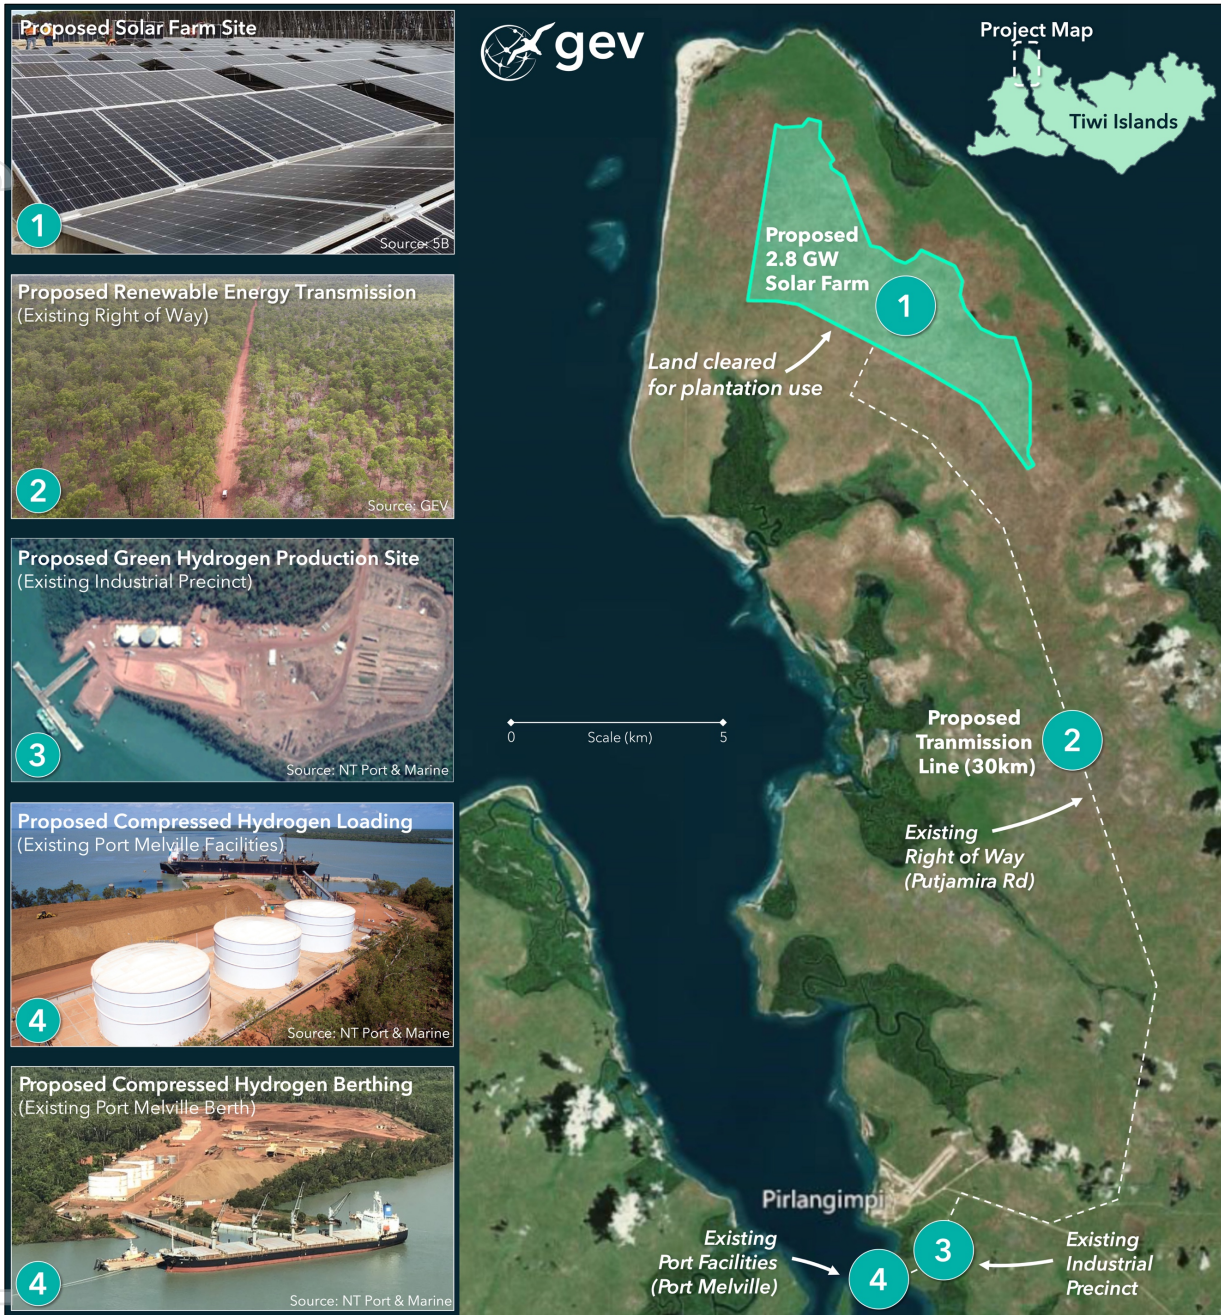 Proposed Solar Farm Site
1
Source: 5B
Proposed Renewable Energy Transmission
(Existing Right of Way)
2
Source: GEV
Proposed Green Hydrogen Production Site
(Existing Industrial Precinct)
3
Source: NT Port & Marine
Proposed Compressed Hydrogen Loading
(Existing Port Melville Facilities)
4
Source: NT Port & Marine
Proposed Compressed Hydrogen Berthing
(Existing Port Melville Berth)
4
Source: NT Port & Marine
gev
Project Map
Tiwi Islands
Proposed
2.8 GW
Solar Farm
1
Land cleared
for plantation use
0 Scale (km) 5
Proposed
Tranmission
Line (30km)
2
Existing
Right of Way
(Putjamira Rd)
Pirlangimpi
Existing
Port Facilities
(Port Melville)
4
3
Existing
Industrial
Precinct